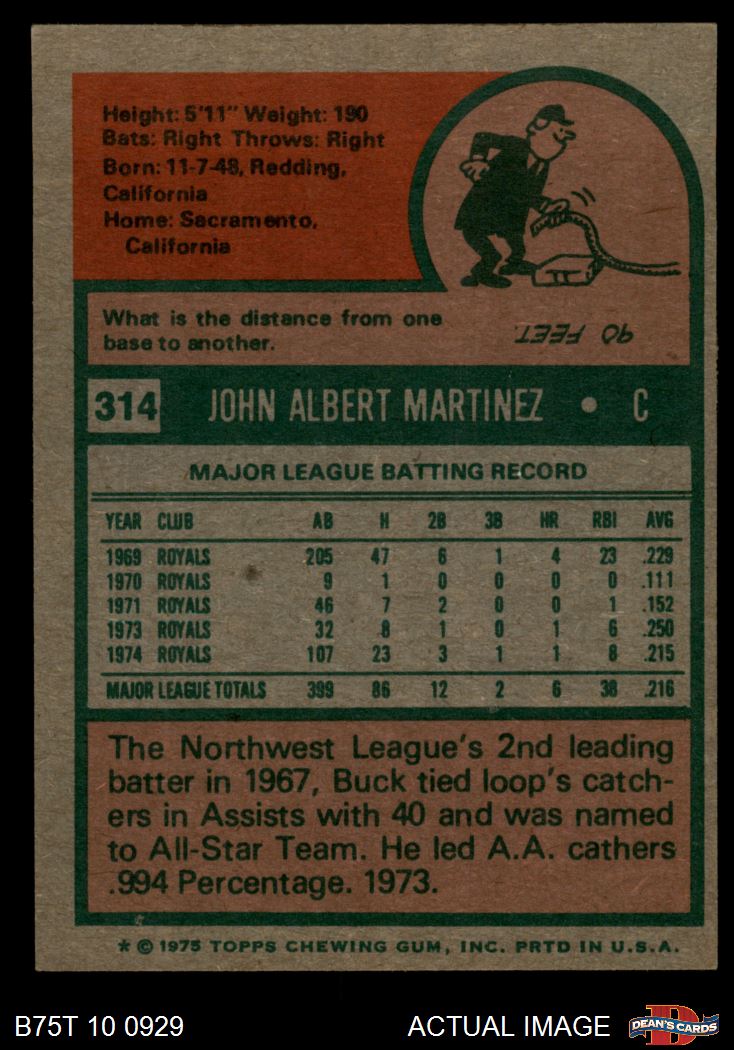 Height: 5'11" Weight: 190
Bats: Right Throws: Right
Born: 11-7-48, Redding,
California
Home: Sacramento,
California
What is the distance from one
base to another.
90 FEET.
314 JOHN ALBERT MARTINEZ • C
MAJOR LEAGUE BATTING RECORD
YEAR CLUB AB H 2B 3B HR RBI AVG
1969 ROYALS 205 47 6 1 4 23 .229
1970 ROYALS 9 1 0 0 0 0 .111
1971 ROYALS 46 7 2 0 0 1 .152
1973 ROYALS 32 8 1 0 1 6 .250
1974 ROYALS 107 23 3 1 1 8 .215
MAJOR LEAGUE TOTALS 399 86 12 2 6 38 .216
The Northwest League's 2nd leading
batter in 1967, Buck tied loop's catch-
ers in Assists with 40 and was named
to All-Star Team. He led A.A. cathers
.994 Percentage. 1973.
* © 1975 TOPPS CHEWING GUM, INC. PRTD IN U.S.A.
B75T 10 0929 ACTUAL IMAGE DEAN'S CARDS